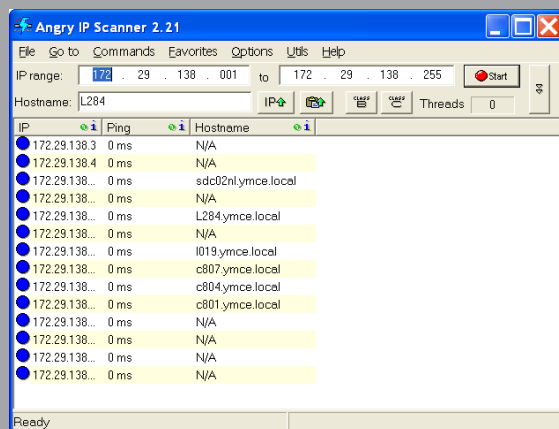 Angry IP Scanner 2.21
File Go to Commands Favorites Options Utils Help
IP range: 172 . 29 . 138 . 001 to 172 . 29 . 138 . 255 Start
Hostname: L284 IP CLASS B CLASS C Threads 0
IP Ping Hostname
172.29.138.3 0 ms N/A
172.29.138.4 0 ms N/A
172.29.138... 0 ms sdc02nl.ymce.local
172.29.138... 0 ms N/A
172.29.138... 0 ms L284.ymce.local
172.29.138... 0 ms N/A
172.29.138... 0 ms l019.ymce.local
172.29.138... 0 ms c807.ymce.local
172.29.138... 0 ms c804.ymce.local
172.29.138... 0 ms c801.ymce.local
172.29.138... 0 ms N/A
172.29.138... 0 ms N/A
172.29.138... 0 ms N/A
172.29.138... 0 ms N/A
Ready